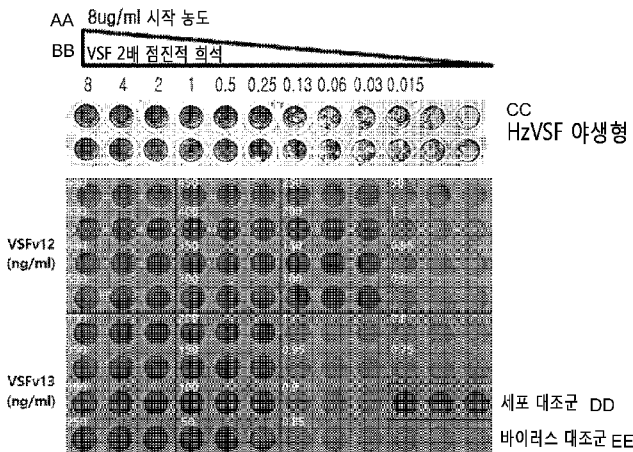 AA 8ug/ml 시작 농도
BB VSF 2배 점진적 희석
8 4 2 1 0.5 0.25 0.13 0.06 0.03 0.015
CC
HzVSF 야생형
VSFv12
(ng/ml)
VSFv13
(ng/ml)
세포 대조군 DD
바이러스 대조군 EE